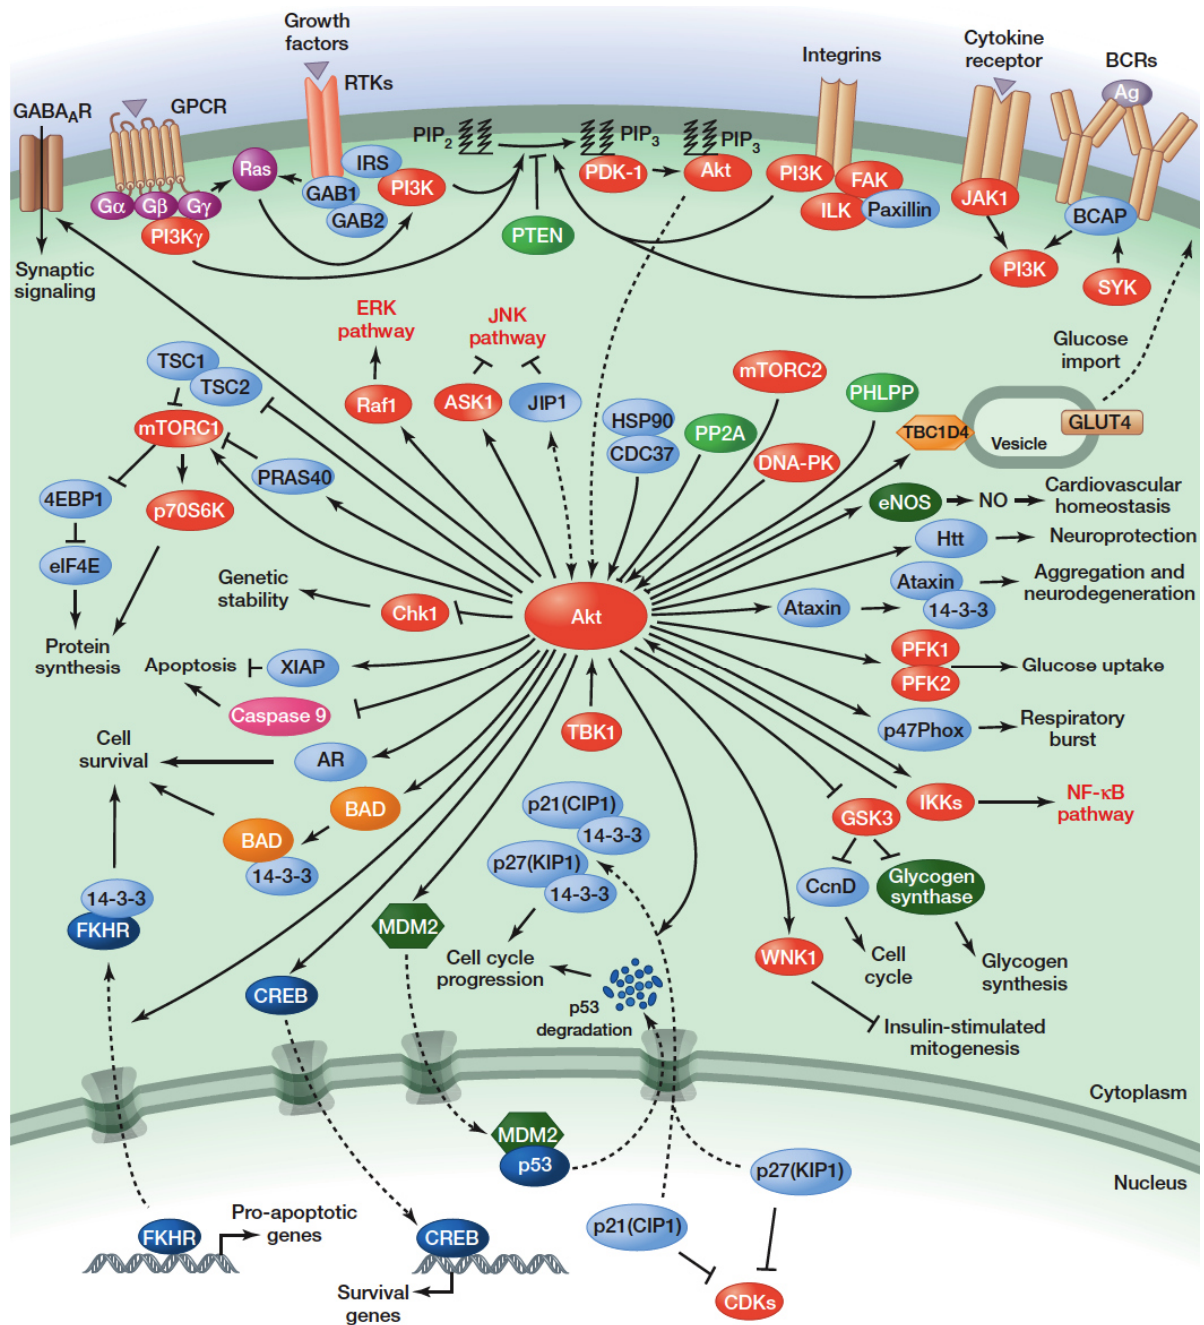 Growth
factors
RTKs
Integrins
Cytokine
receptor
BCRs
Ag
GABA_AR
GPCR
PIP₂
PIP₃
PIP₃
PDK-1
Akt
Ras
IRS
GAB1
GAB2
PI3K
PTEN
PI3K
FAK
ILK
Paxillin
JAK1
BCAP
PI3K
SYK
Gα
Gβ
Gγ
PI3Kγ
Synaptic
signaling
ERK
pathway
JNK
pathway
Glucose
import
TSC1
TSC2
mTORC1
Raf1
ASK1
JIP1
HSP90
CDC37
PP2A
mTORC2
DNA-PK
PHLPP
TBC1D4
Vesicle
GLUT4
4EBP1
p70S6K
PRAS40
eIF4E
Protein
synthesis
eNOS
NO
Cardiovascular
homeostasis
Htt
Neuroprotection
Genetic
stability
Chk1
Akt
Ataxin
Ataxin
14-3-3
Aggregation and
neurodegeneration
PFK1
PFK2
Glucose uptake
Apoptosis
XIAP
Caspase 9
TBK1
p47Phox
Respiratory
burst
Cell
survival
AR
BAD
BAD
14-3-3
p21(CIP1)
14-3-3
p27(KIP1)
14-3-3
GSK3
IKKs
NF-κB
pathway
CcnD
Glycogen
synthase
14-3-3
FKHR
MDM2
Cell cycle
progression
WNK1
Cell
cycle
Glycogen
synthesis
CREB
p53
degradation
Insulin-stimulated
mitogenesis
Cytoplasm
MDM2
p53
p27(KIP1)
Nucleus
FKHR
Pro-apoptotic
genes
CREB
p21(CIP1)
Survival
genes
CDKs